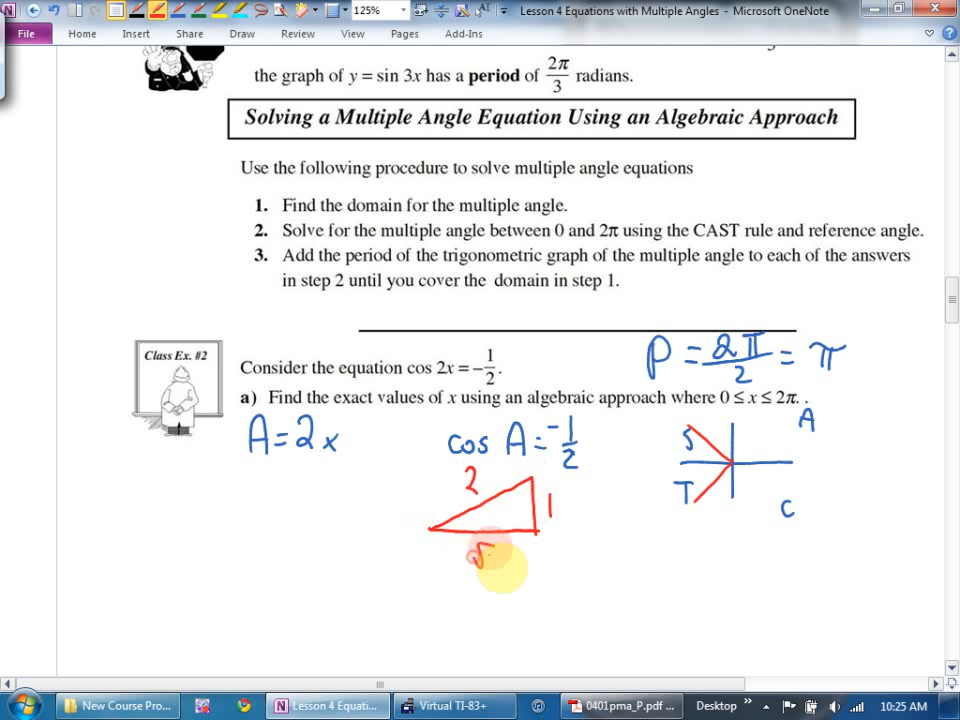 125%
Lesson 4 Equations with Multiple Angles - Microsoft OneNote
File Home Insert Share Draw Review View Pages Add-Ins
the graph of y = sin 3x has a period of 2π/3 radians.
Solving a Multiple Angle Equation Using an Algebraic Approach
Use the following procedure to solve multiple angle equations
1. Find the domain for the multiple angle.
2. Solve for the multiple angle between 0 and 2π using the CAST rule and reference angle.
3. Add the period of the trigonometric graph of the multiple angle to each of the answers
in step 2 until you cover the domain in step 1.
Class Ex. #2
Consider the equation cos 2x = –1/2.
P = 2π/2 = π
a) Find the exact values of x using an algebraic approach where 0 ≤ x ≤ 2π. .
A = 2x
cos A = -1/2
S A
T C
2
1
√
New Course Pro...
Lesson 4 Equati...
Virtual TI-83+
0401pma_P.pdf ...
Desktop
10:25 AM